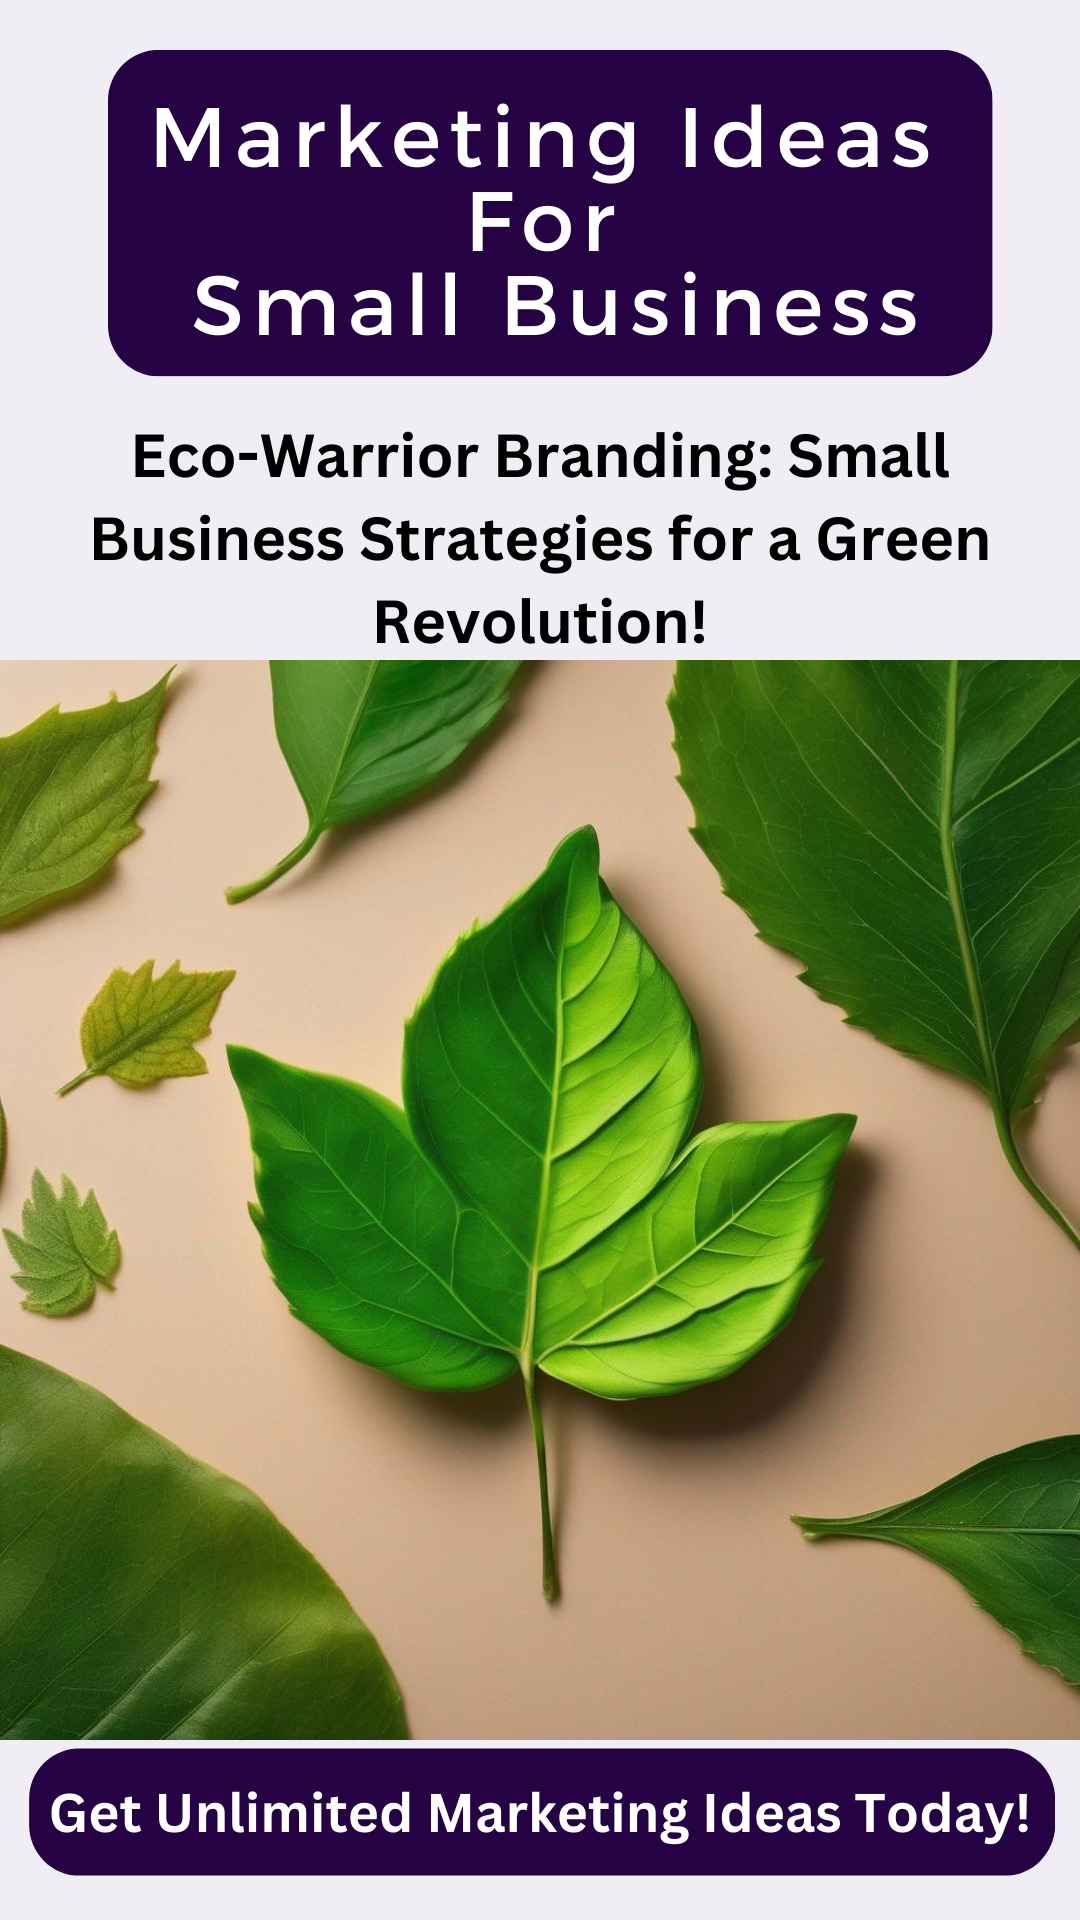 Marketing Ideas
For
Small Business
Eco-Warrior Branding: Small
Business Strategies for a Green
Revolution!
Get Unlimited Marketing Ideas Today!